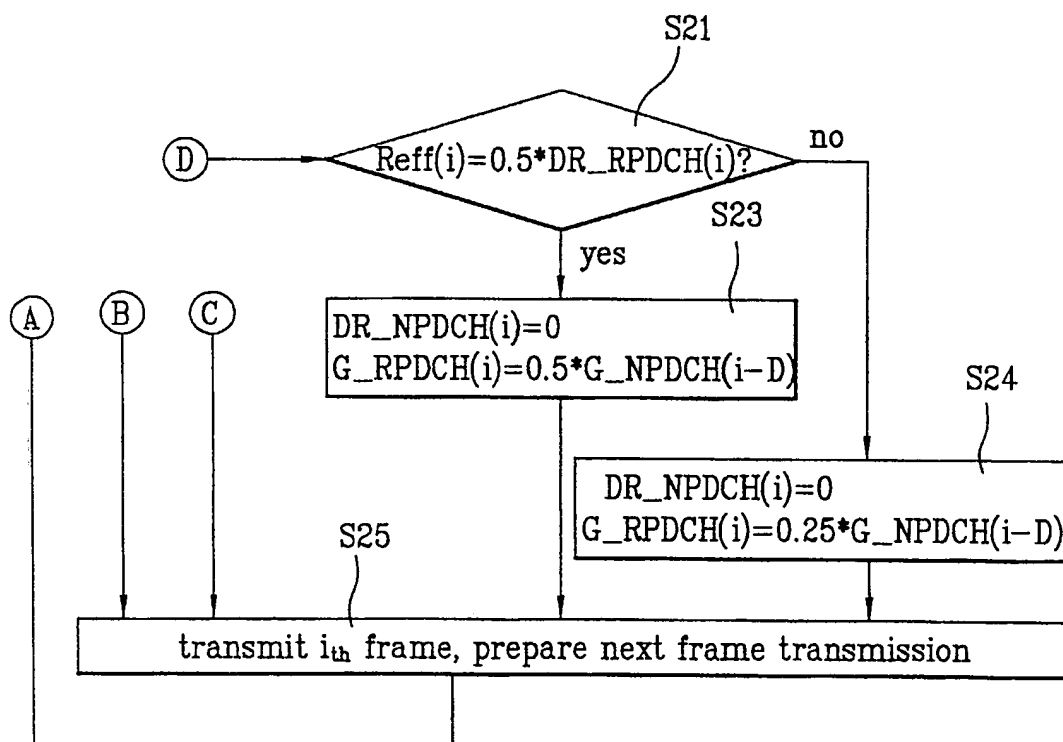 S21
D
Reff(i)=0.5*DR_RPDCH(i)?
no
S23
yes
A
B
C
DR_NPDCH(i)=0
G_RPDCH(i)=0.5*G_NPDCH(i-D)
S24
DR_NPDCH(i)=0
G_RPDCH(i)=0.25*G_NPDCH(i-D)
S25
transmit ith frame, prepare next frame transmission